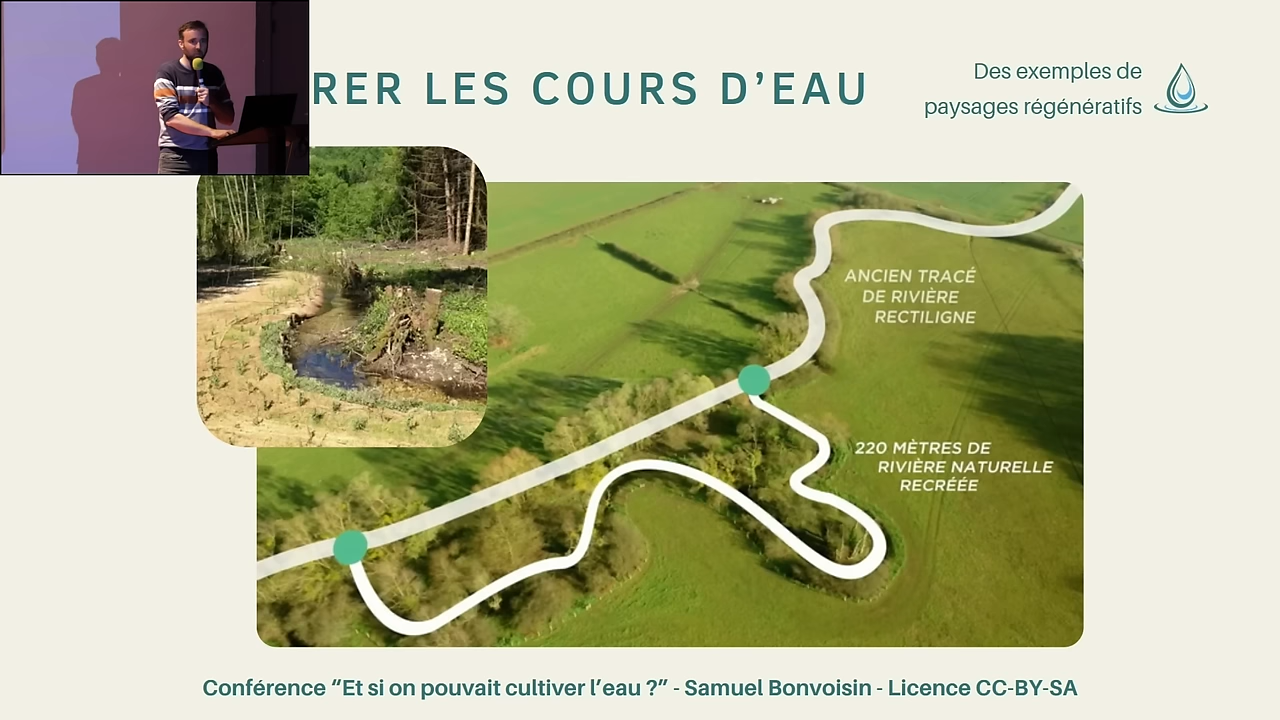 RER LES COURS D’EAU
Des exemples de
paysages régénératifs
ANCIEN TRACÉ
DE RIVIÈRE
RECTILIGNE
220 MÈTRES DE
RIVIÈRE NATURELLE
RECRÉÉE
Conférence “Et si on pouvait cultiver l’eau ?” - Samuel Bonvoisin - Licence CC-BY-SA